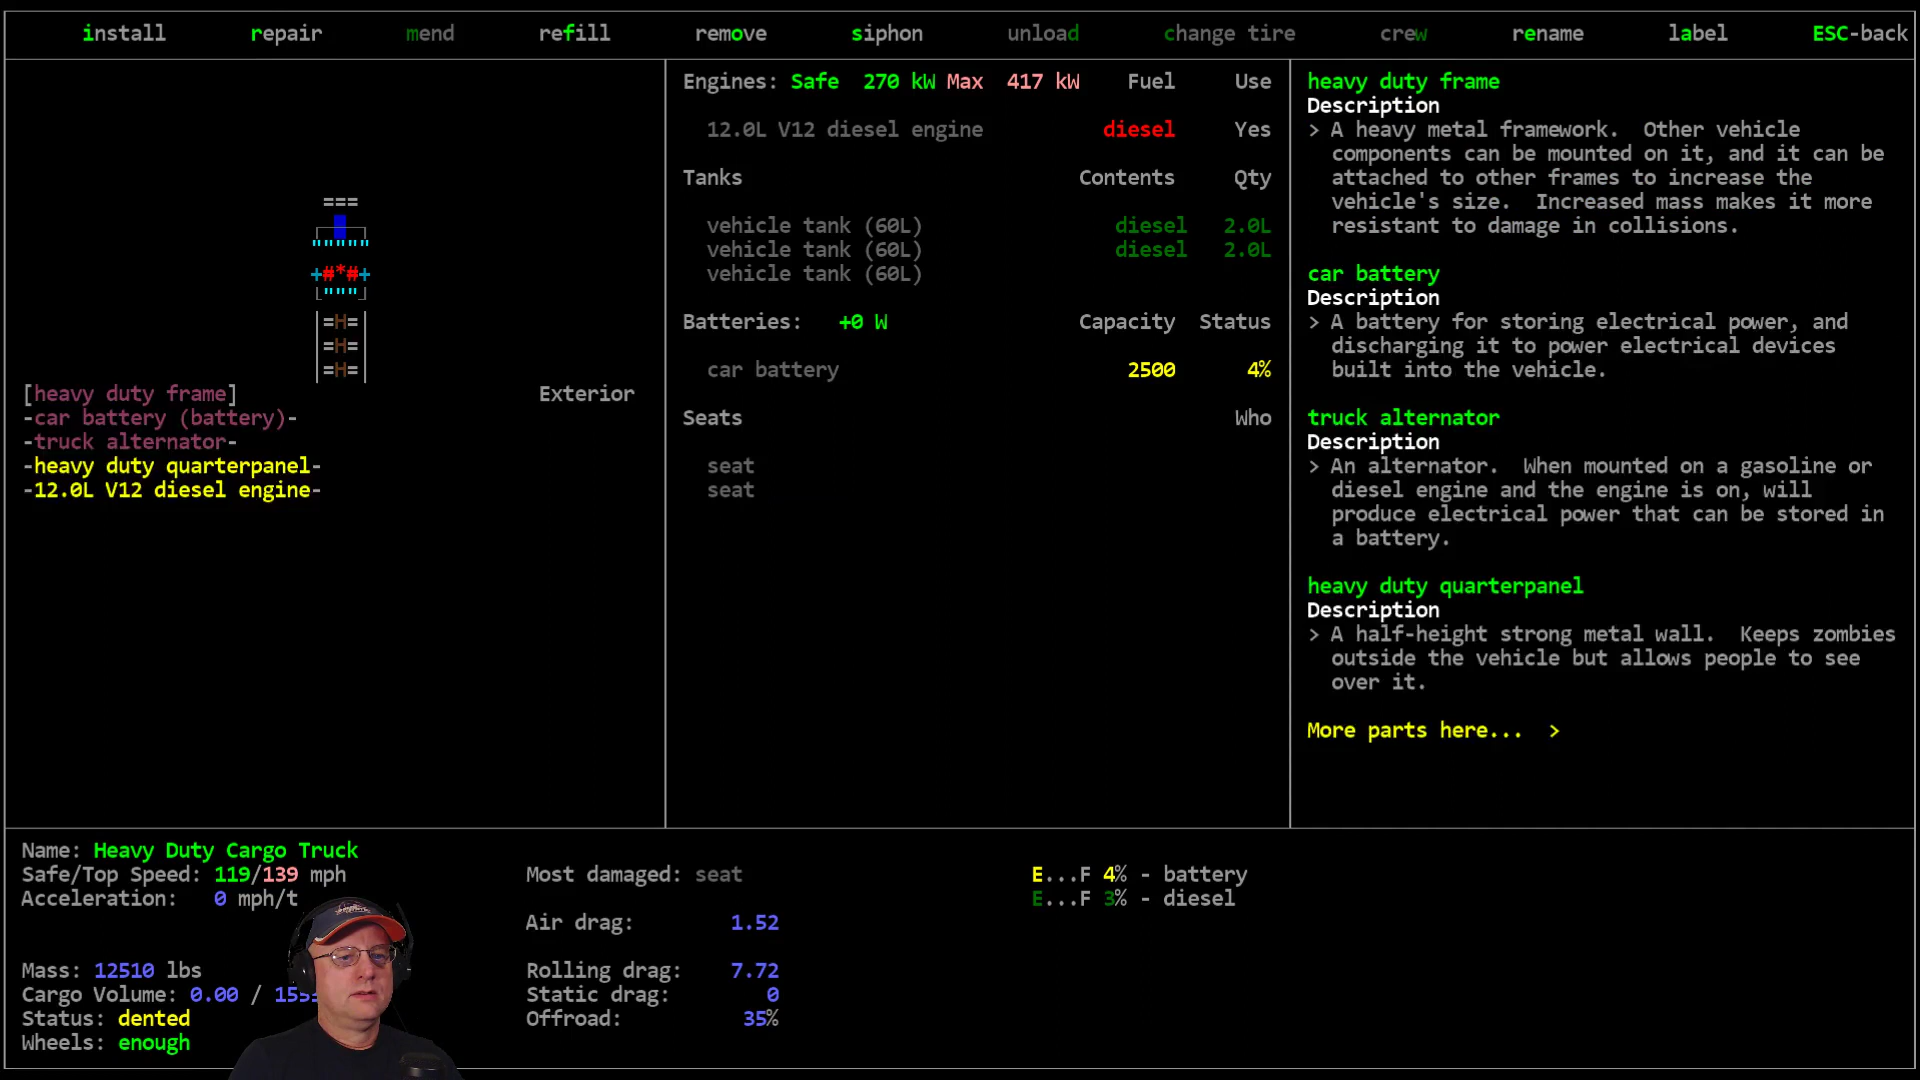 install repair mend refill remove siphon unload change tire crew rename label ESC-back
Engines: Safe 270 kW Max 417 kW Fuel Use
12.0L V12 diesel engine diesel Yes
Tanks Contents Qty
vehicle tank (60L) diesel 2.0L
vehicle tank (60L) diesel 2.0L
vehicle tank (60L)
Batteries: +0 W Capacity Status
car battery 2500 4%
Seats Who
seat
seat
===
"""""
+#*#+
"""
=H=
=H=
=H=
[heavy duty frame] Exterior
-car battery (battery)-
-truck alternator-
-heavy duty quarterpanel-
-12.0L V12 diesel engine-
heavy duty frame
Description
> A heavy metal framework. Other vehicle
components can be mounted on it, and it can be
attached to other frames to increase the
vehicle's size. Increased mass makes it more
resistant to damage in collisions.
car battery
Description
> A battery for storing electrical power, and
discharging it to power electrical devices
built into the vehicle.
truck alternator
Description
> An alternator. When mounted on a gasoline or
diesel engine and the engine is on, will
produce electrical power that can be stored in
a battery.
heavy duty quarterpanel
Description
> A half-height strong metal wall. Keeps zombies
outside the vehicle but allows people to see
over it.
More parts here... >
Name: Heavy Duty Cargo Truck
Safe/Top Speed: 119/139 mph
Acceleration: 0 mph/t
Mass: 12510 lbs
Cargo Volume: 0.00 /
Status: dented
Wheels: enough
Most damaged: seat
Air drag: 1.52
Rolling drag: 7.72
Static drag: 0
Offroad: 35%
E...F 4% - battery
E...F 3% - diesel